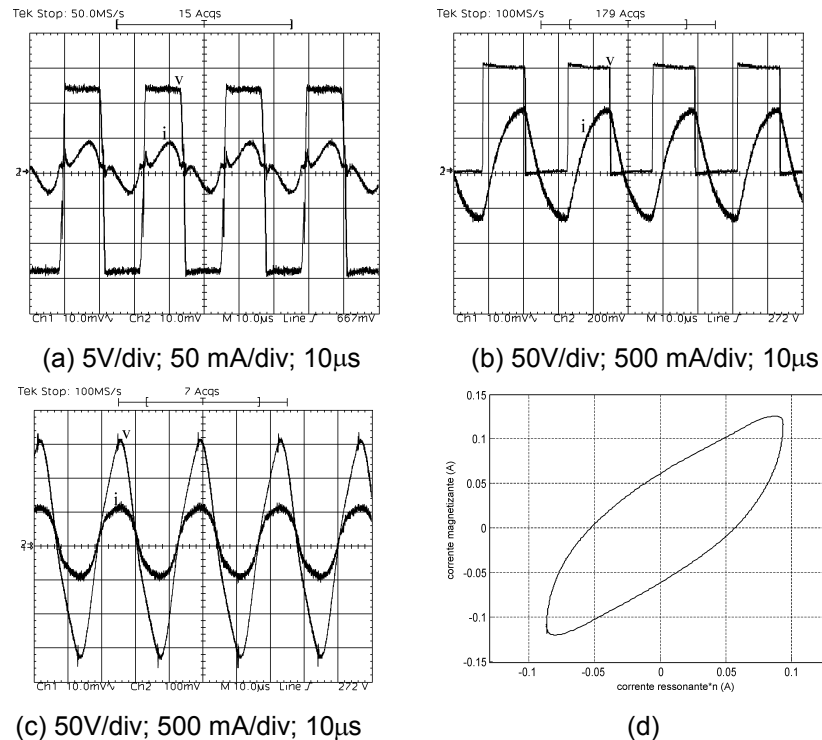 Tek Stop: 50.0MS/s 15 Acqs
v
i
2→
Ch1 10.0mV Ch2 10.0mV M 10.0µs Line ∫ 667mV
(a) 5V/div; 50 mA/div; 10µs
Tek Stop: 100MS/s 179 Acqs
v
i
2→
Ch1 10.0mV Ch2 200mV M 10.0µs Line ∫ 272 V
(b) 50V/div; 500 mA/div; 10µs
Tek Stop: 100MS/s 7 Acqs
v
i
Ch1 10.0mV Ch2 100mV M 10.0µs Line ∫ 272 V
(c) 50V/div; 500 mA/div; 10µs
0.15
0.1
0.05
0
-0.05
-0.1
-0.15
corrente magnetizante (A)
-0.1 -0.05 0 0.05 0.1
corrente ressonante*n (A)
(d)